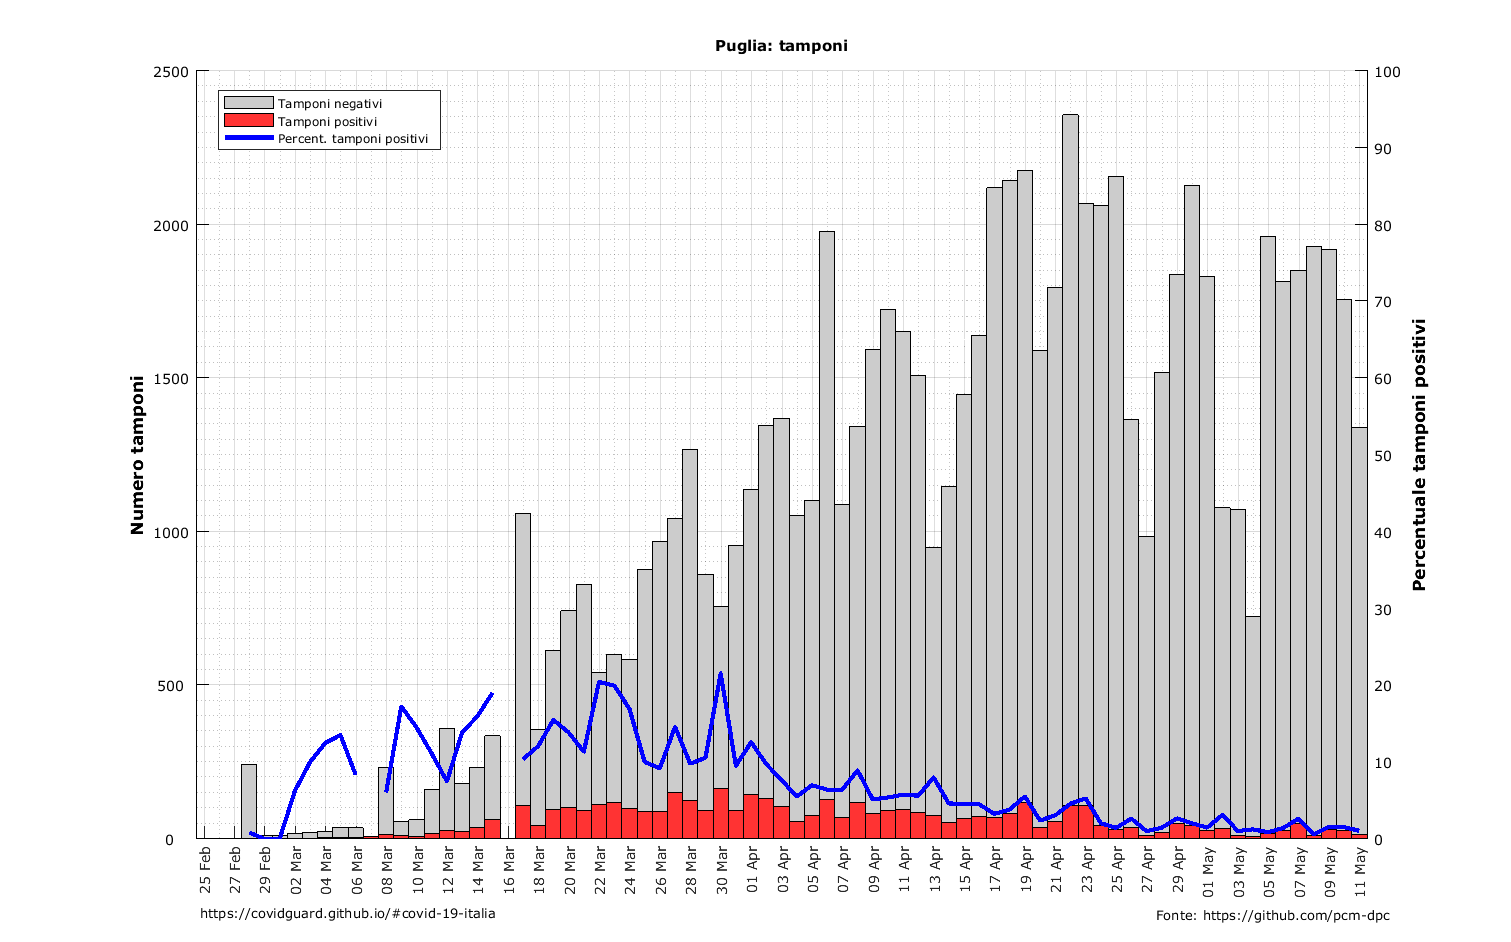 Puglia: tamponi
2500
2000
1500
1000
500
0
Numero tamponi
Tamponi negativi
Tamponi positivi
Percent. tamponi positivi
100
90
80
70
60
50
40
30
20
10
0
Percentuale tamponi positivi
25 Feb
27 Feb
29 Feb
02 Mar
04 Mar
06 Mar
08 Mar
10 Mar
12 Mar
14 Mar
16 Mar
18 Mar
20 Mar
22 Mar
24 Mar
26 Mar
28 Mar
30 Mar
01 Apr
03 Apr
05 Apr
07 Apr
09 Apr
11 Apr
13 Apr
15 Apr
17 Apr
19 Apr
21 Apr
23 Apr
25 Apr
27 Apr
29 Apr
01 May
03 May
05 May
07 May
09 May
11 May
https://covidguard.github.io/#covid-19-italia
Fonte: https://github.com/pcm-dpc